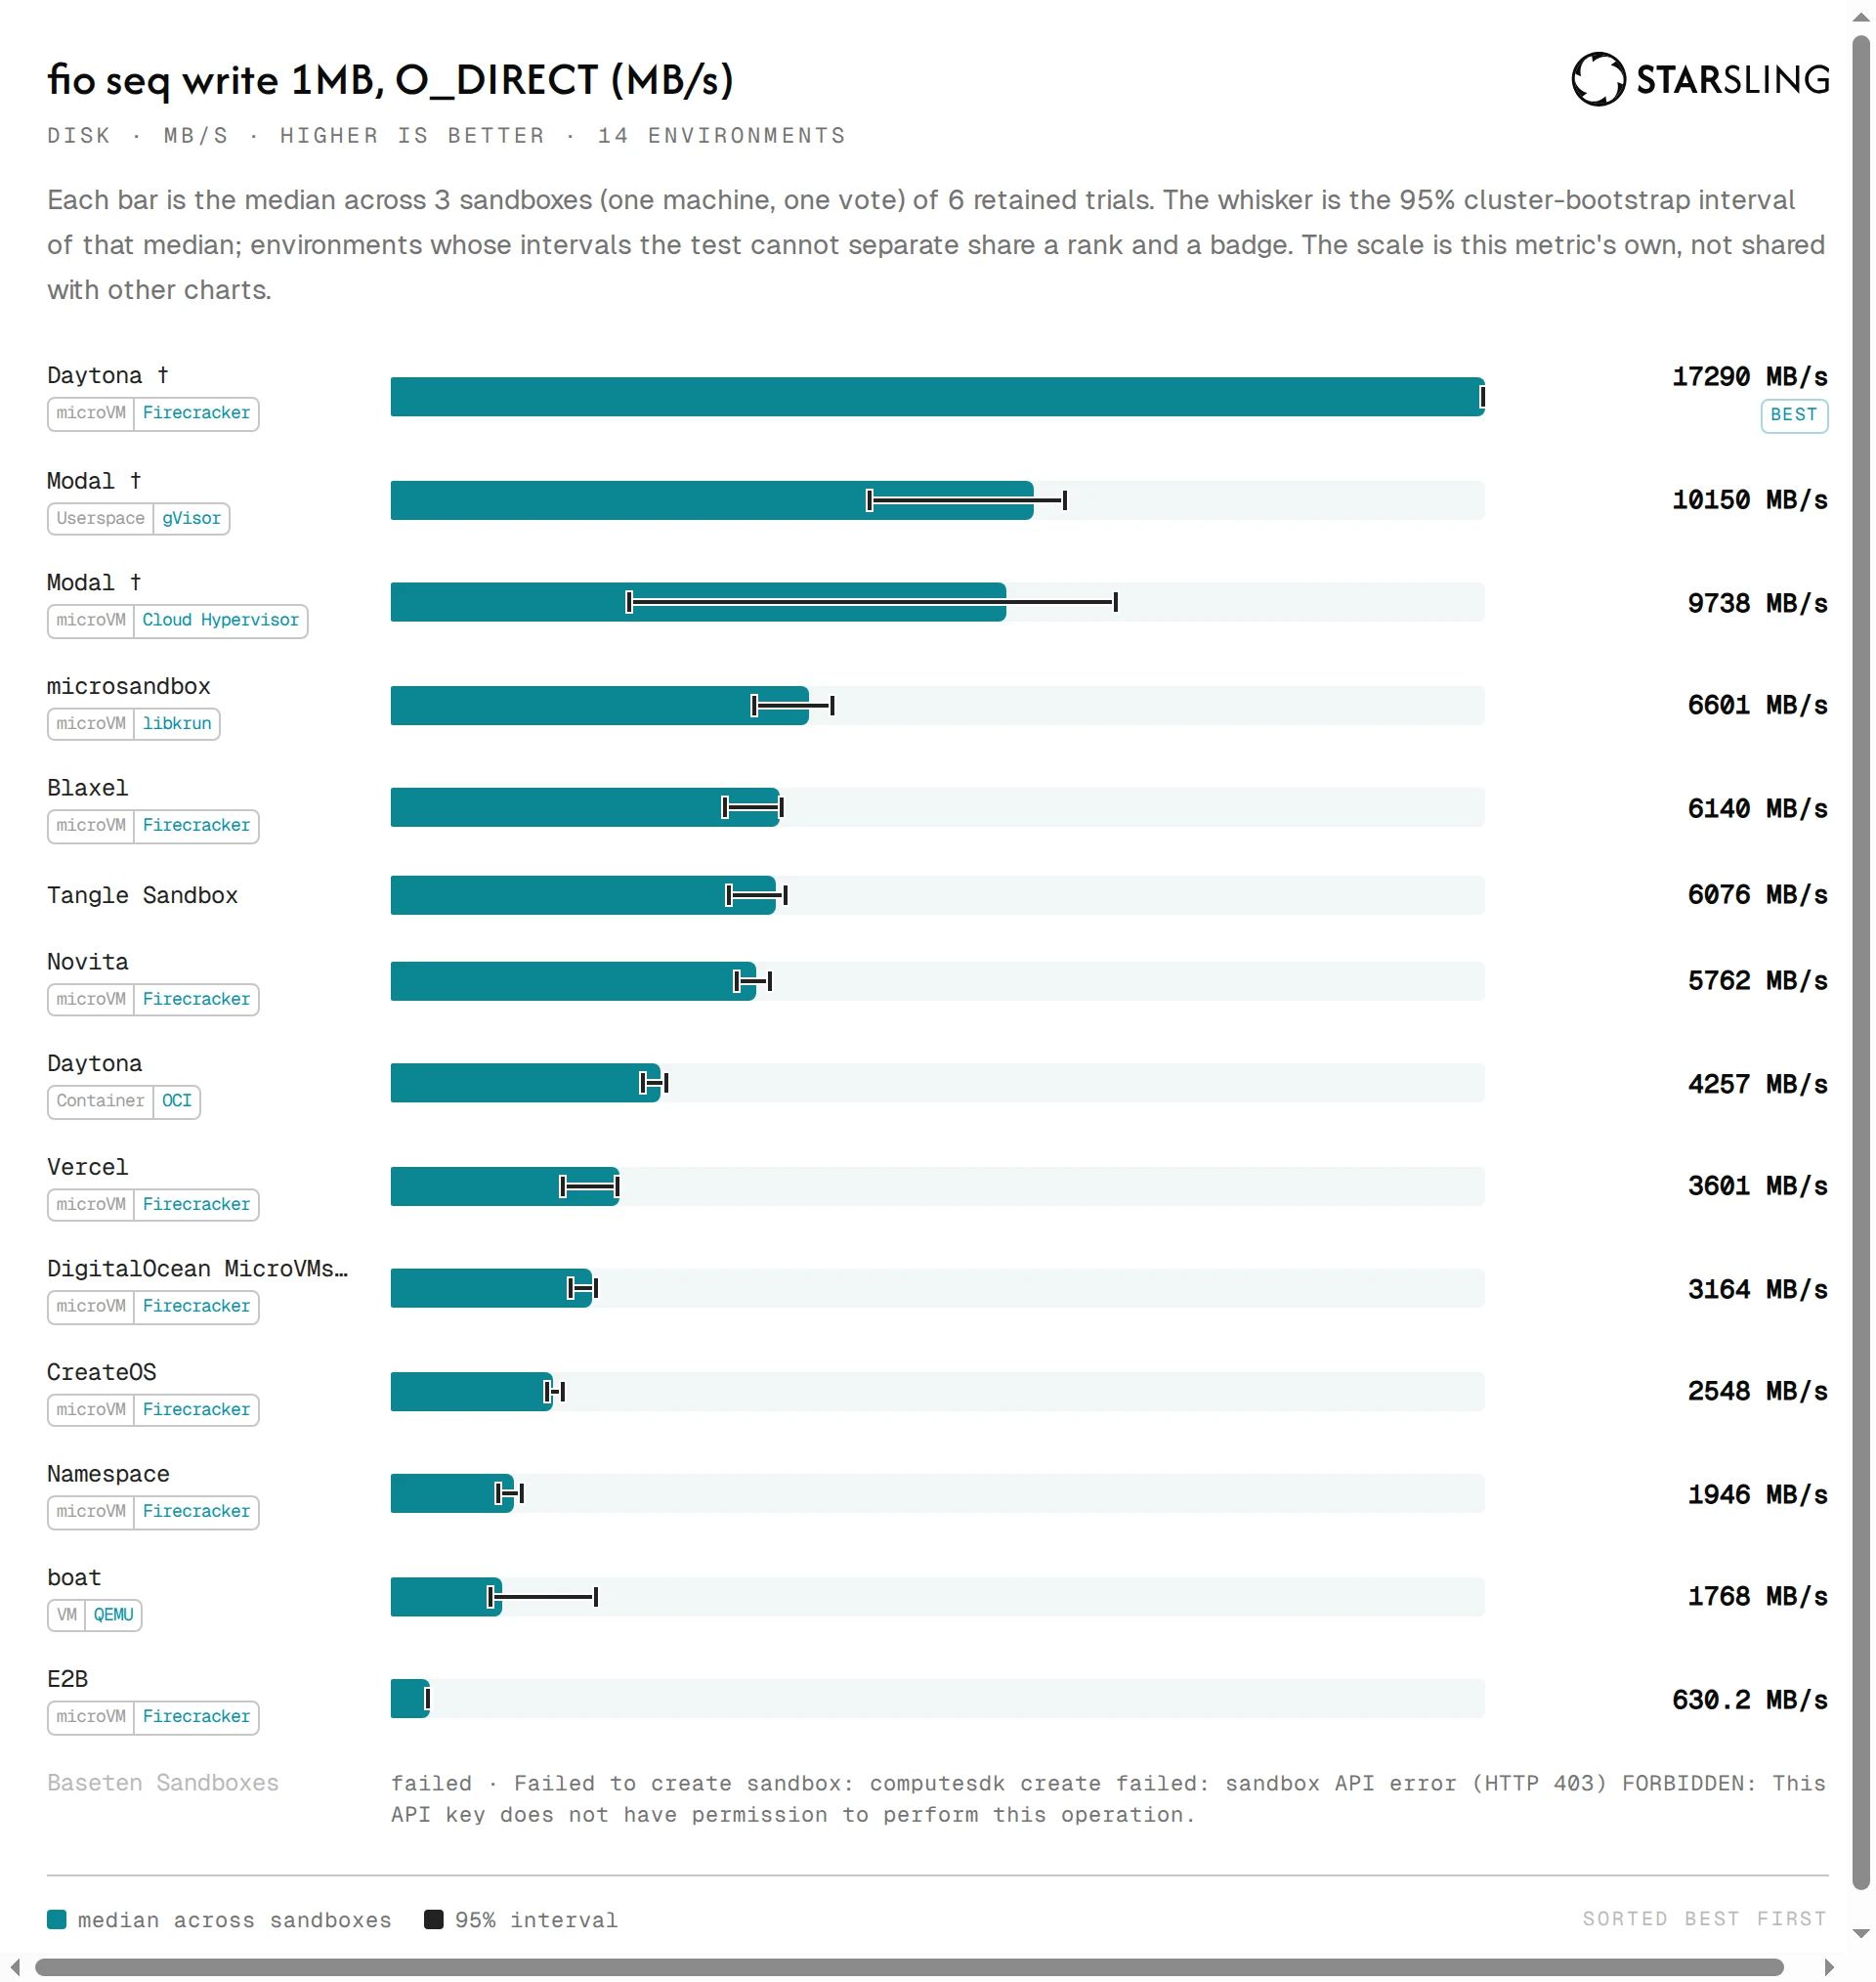 fio seq write 1MB, O_DIRECT (MB/s)
STARSLING
DISK · MB/S · HIGHER IS BETTER · 14 ENVIRONMENTS
Each bar is the median across 3 sandboxes (one machine, one vote) of 6 retained trials. The whisker is the 95% cluster-bootstrap interval
of that median; environments whose intervals the test cannot separate share a rank and a badge. The scale is this metric's own, not shared
with other charts.
Daytona †
microVM Firecracker
17290 MB/s
BEST
Modal †
Userspace gVisor
10150 MB/s
Modal †
microVM Cloud Hypervisor
9738 MB/s
microsandbox
microVM libkrun
6601 MB/s
Blaxel
microVM Firecracker
6140 MB/s
Tangle Sandbox
6076 MB/s
Novita
microVM Firecracker
5762 MB/s
Daytona
Container OCI
4257 MB/s
Vercel
microVM Firecracker
3601 MB/s
DigitalOcean MicroVMs…
microVM Firecracker
3164 MB/s
CreateOS
microVM Firecracker
2548 MB/s
Namespace
microVM Firecracker
1946 MB/s
boat
VM QEMU
1768 MB/s
E2B
microVM Firecracker
630.2 MB/s
Baseten Sandboxes
failed · Failed to create sandbox: computesdk create failed: sandbox API error (HTTP 403) FORBIDDEN: This
API key does not have permission to perform this operation.
median across sandboxes
95% interval
SORTED BEST FIRST